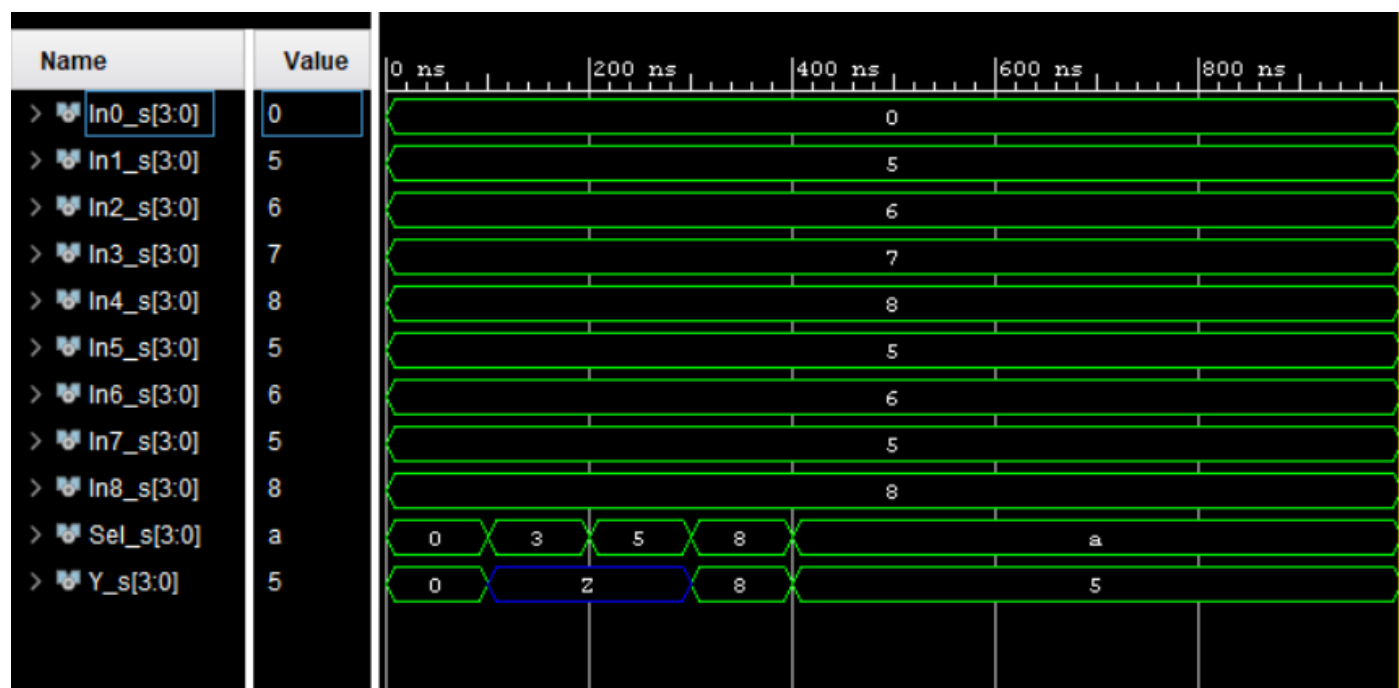 Name Value 0 ns 200 ns 400 ns 600 ns 800 ns
In0_s[3:0] 0 0
In1_s[3:0] 5 5
In2_s[3:0] 6 6
In3_s[3:0] 7 7
In4_s[3:0] 8 8
In5_s[3:0] 5 5
In6_s[3:0] 6 6
In7_s[3:0] 5 5
In8_s[3:0] 8 8
Sel_s[3:0] a 0 3 5 8 a
Y_s[3:0] 5 0 Z 8 5